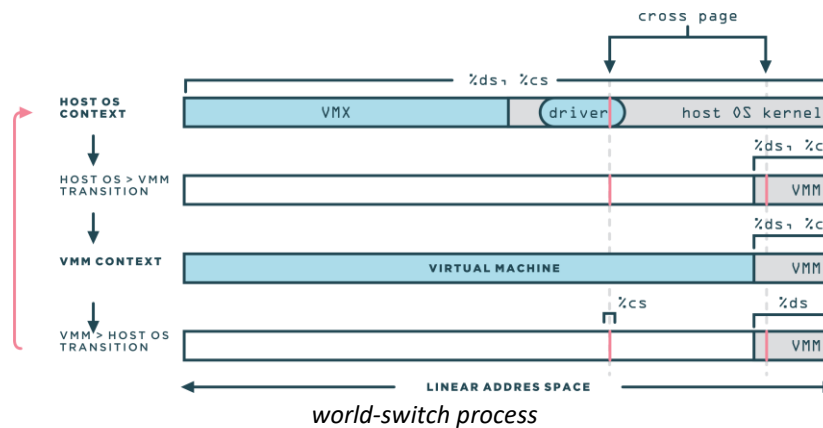 cross page
%ds, %cs
HOST OS
CONTEXT
VMX
driver
host OS kernel
%ds, %c
HOST OS > VMM
TRANSITION
VMM
%ds, %c
VMM CONTEXT
VIRTUAL MACHINE
VMM
%cs
%ds
VMM > HOST OS
TRANSITION
VMM
LINEAR ADDRES SPACE
world-switch process